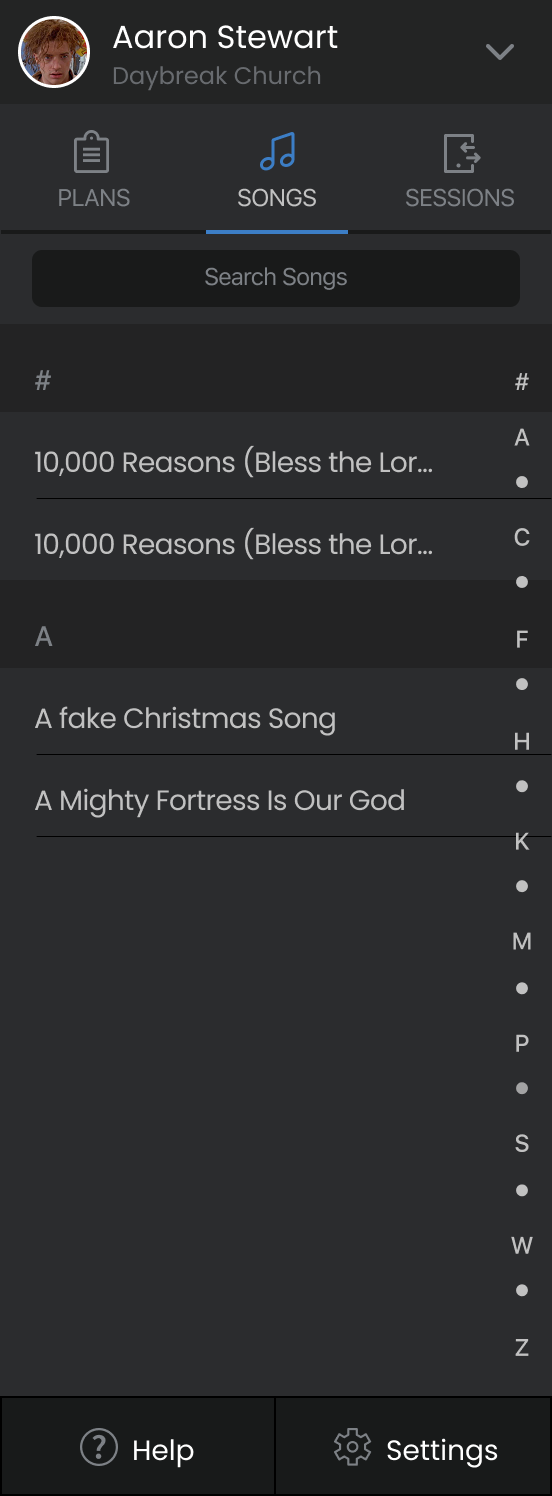 Aaron Stewart
Daybreak Church
PLANS
SONGS
SESSIONS
Search Songs
#
10,000 Reasons (Bless the Lor...
10,000 Reasons (Bless the Lor...
A
A fake Christmas Song
A Mighty Fortress Is Our God
#
A
C
F
H
K
M
P
S
W
Z
Help
Settings